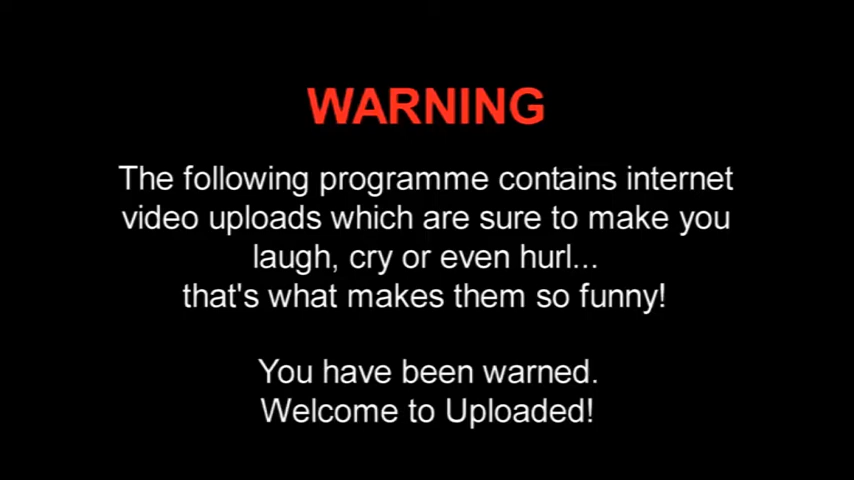 WARNING
The following programme contains internet
video uploads which are sure to make you
laugh, cry or even hurl...
that's what makes them so funny!
You have been warned.
Welcome to Uploaded!